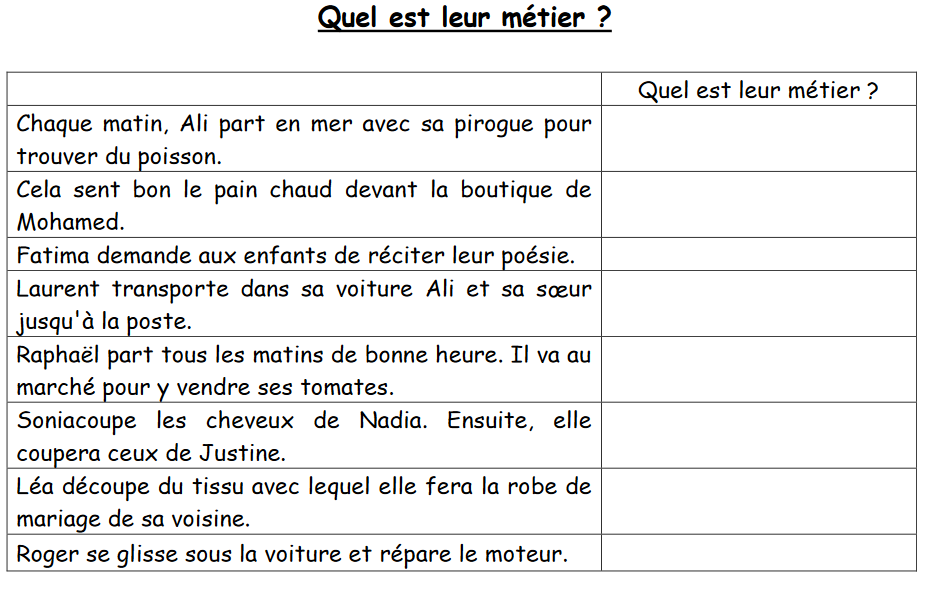 Quel est leur métier ?
Quel est leur métier ?
Chaque matin, Ali part en mer avec sa pirogue pour
trouver du poisson.
Cela sent bon le pain chaud devant la boutique de
Mohamed.
Fatima demande aux enfants de réciter leur poésie.
Laurent transporte dans sa voiture Ali et sa sœur
jusqu'à la poste.
Raphaël part tous les matins de bonne heure. Il va au
marché pour y vendre ses tomates.
Soniacoupe les cheveux de Nadia. Ensuite, elle
coupera ceux de Justine.
Léa découpe du tissu avec lequel elle fera la robe de
mariage de sa voisine.
Roger se glisse sous la voiture et répare le moteur.